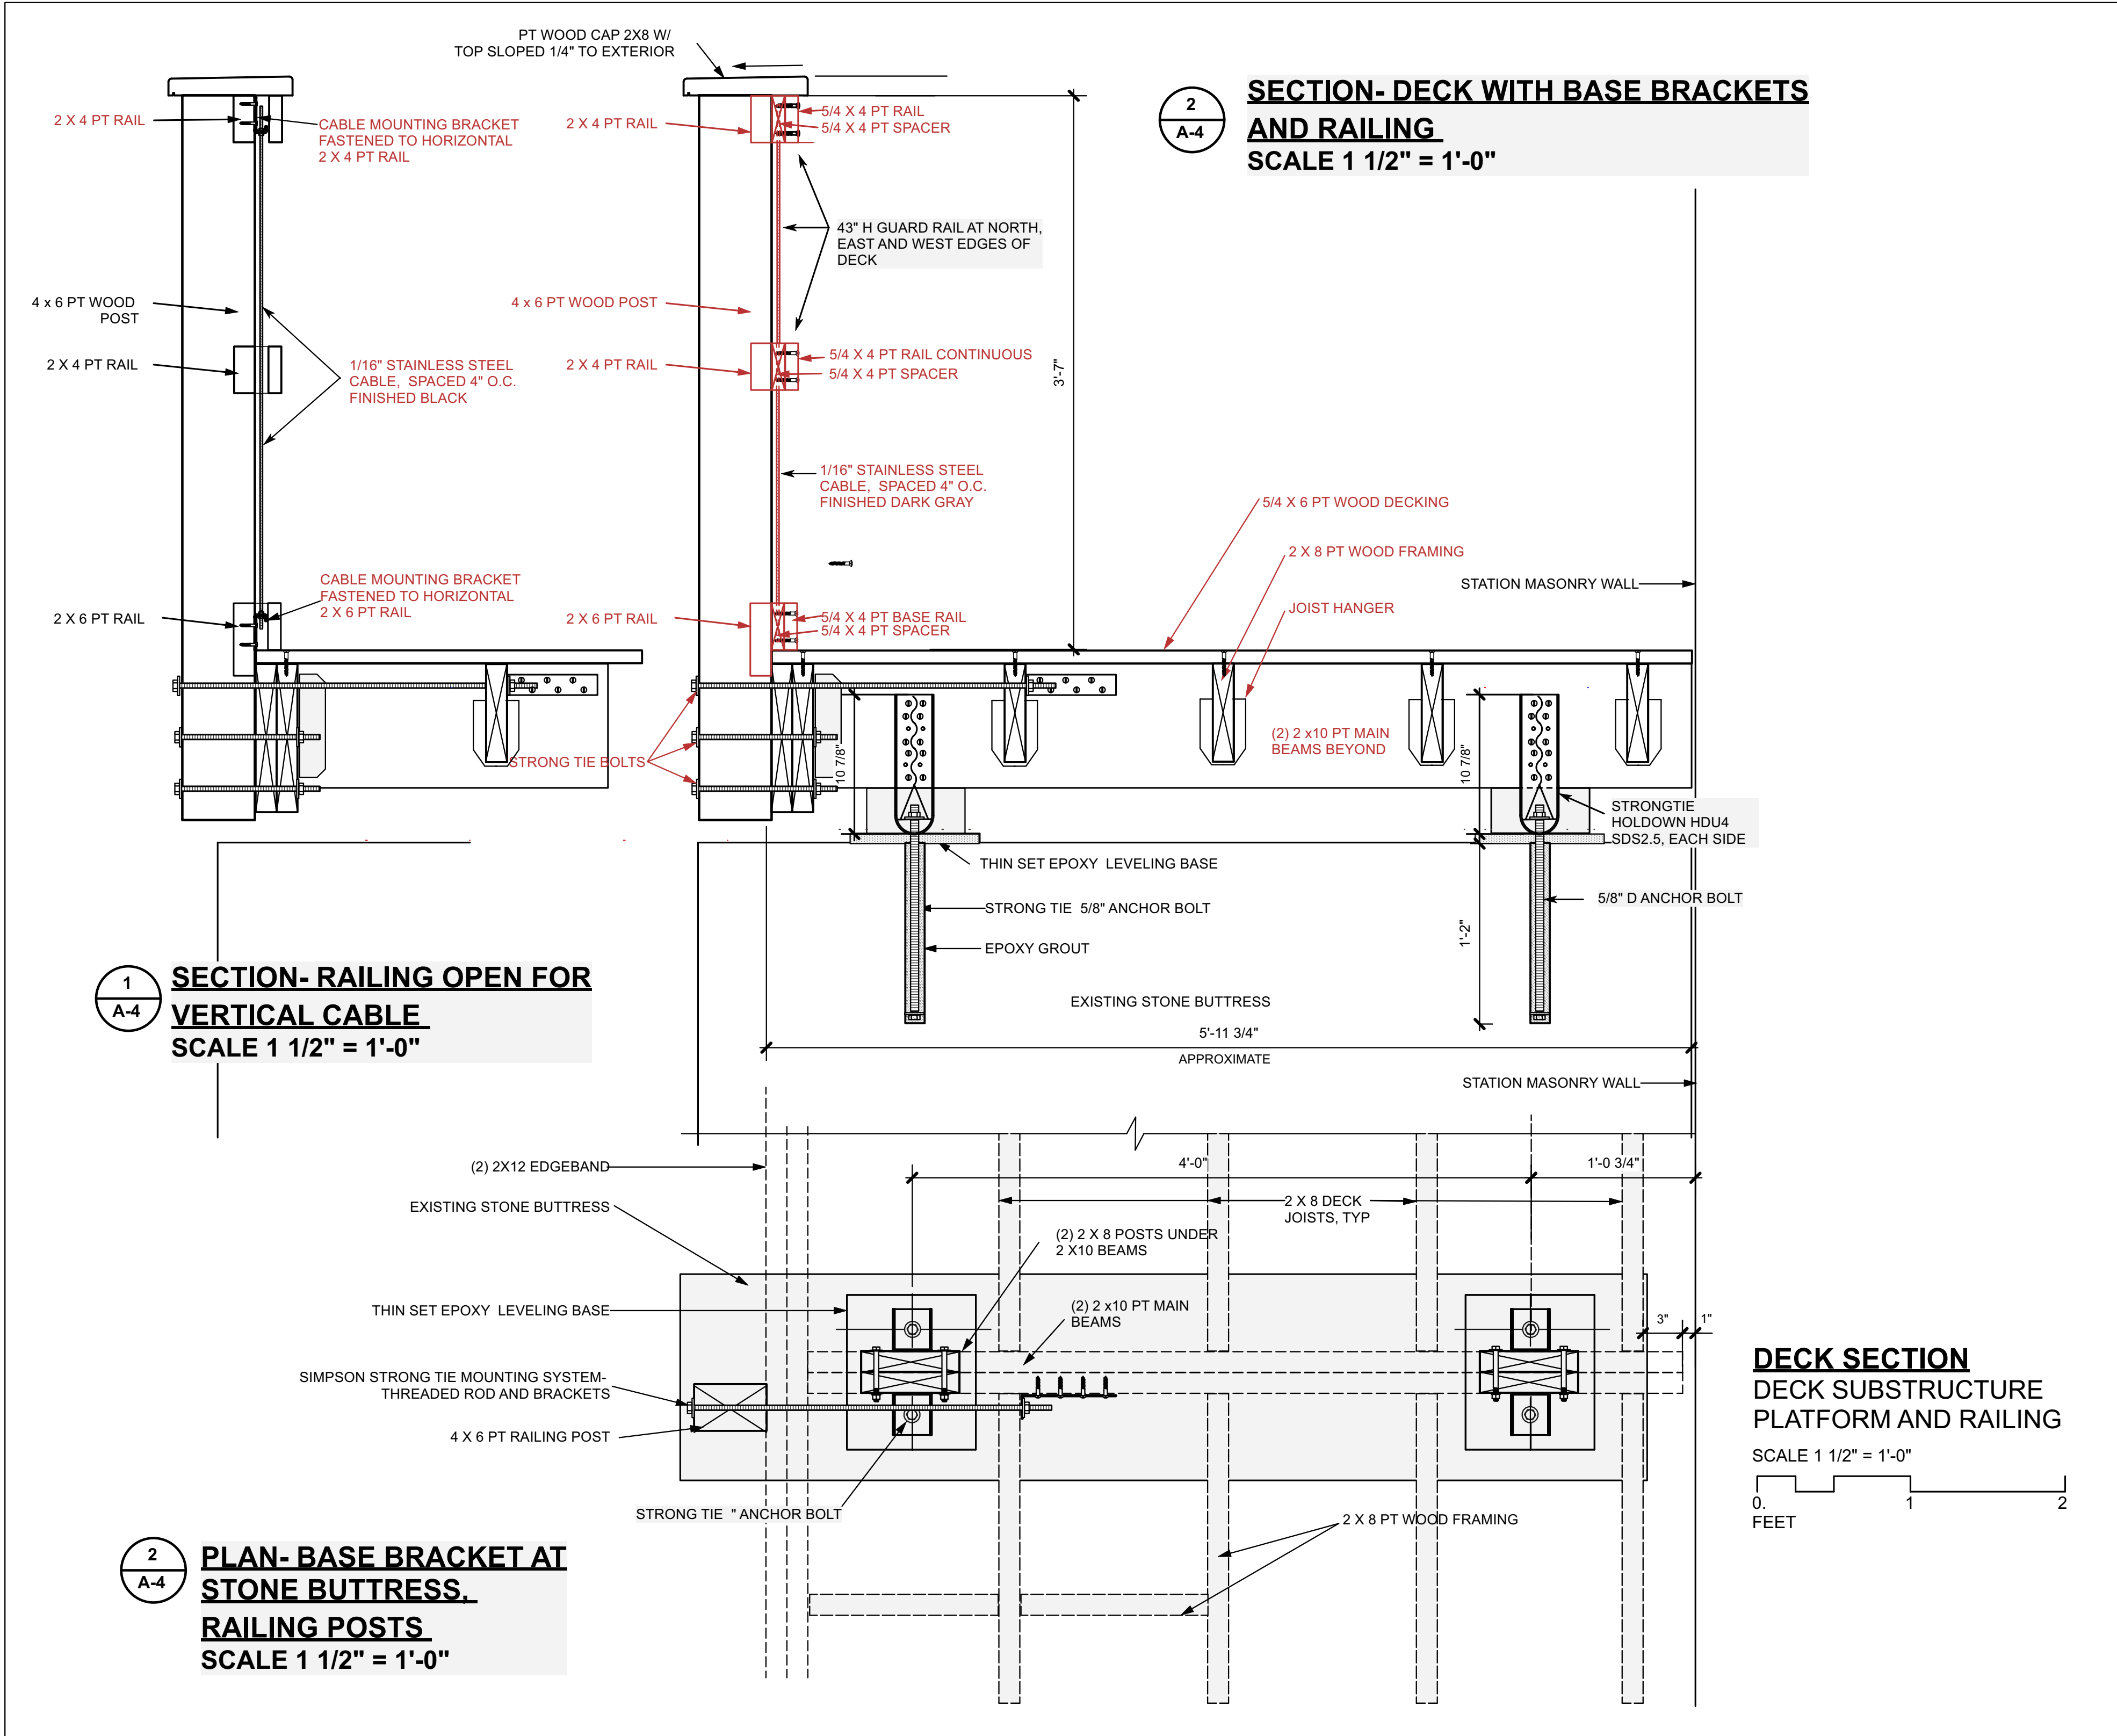 PT WOOD CAP 2X8 W/
TOP SLOPED 1/4" TO EXTERIOR
2
A-4
SECTION- DECK WITH BASE BRACKETS
AND RAILING
SCALE 1 1/2" = 1'-0"
2 X 4 PT RAIL
CABLE MOUNTING BRACKET
FASTENED TO HORIZONTAL
2 X 4 PT RAIL
2 X 4 PT RAIL
5/4 X 4 PT RAIL
5/4 X 4 PT SPACER
43" H GUARD RAIL AT NORTH,
EAST AND WEST EDGES OF
DECK
4 x 6 PT WOOD
POST
4 x 6 PT WOOD POST
2 X 4 PT RAIL
1/16" STAINLESS STEEL
CABLE, SPACED 4" O.C.
FINISHED BLACK
2 X 4 PT RAIL
5/4 X 4 PT RAIL CONTINUOUS
5/4 X 4 PT SPACER
3'-7"
1/16" STAINLESS STEEL
CABLE, SPACED 4" O.C.
FINISHED DARK GRAY
5/4 X 6 PT WOOD DECKING
2 X 8 PT WOOD FRAMING
STATION MASONRY WALL
JOIST HANGER
CABLE MOUNTING BRACKET
FASTENED TO HORIZONTAL
2 X 6 PT RAIL
2 X 6 PT RAIL
2 X 6 PT RAIL
5/4 X 4 PT BASE RAIL
5/4 X 4 PT SPACER
STRONG TIE BOLTS
10 7/8"
(2) 2 x10 PT MAIN
BEAMS BEYOND
10 7/8"
STRONGTIE
HOLDOWN HDU4
SDS2.5, EACH SIDE
THIN SET EPOXY LEVELING BASE
STRONG TIE 5/8" ANCHOR BOLT
5/8" D ANCHOR BOLT
1'-2"
EPOXY GROUT
EXISTING STONE BUTTRESS
5'-11 3/4"
APPROXIMATE
STATION MASONRY WALL
1
A-4
SECTION- RAILING OPEN FOR
VERTICAL CABLE
SCALE 1 1/2" = 1'-0"
(2) 2X12 EDGEBAND
4'-0"
1'-0 3/4"
EXISTING STONE BUTTRESS
2 X 8 DECK
JOISTS, TYP
(2) 2 X 8 POSTS UNDER
2 X10 BEAMS
THIN SET EPOXY LEVELING BASE
(2) 2 x10 PT MAIN
BEAMS
3"
1"
SIMPSON STRONG TIE MOUNTING SYSTEM-
THREADED ROD AND BRACKETS
4 X 6 PT RAILING POST
STRONG TIE " ANCHOR BOLT
2 X 8 PT WOOD FRAMING
DECK SECTION
DECK SUBSTRUCTURE
PLATFORM AND RAILING
SCALE 1 1/2" = 1'-0"
0. 1 2
FEET
2
A-4
PLAN- BASE BRACKET AT
STONE BUTTRESS,
RAILING POSTS
SCALE 1 1/2" = 1'-0"